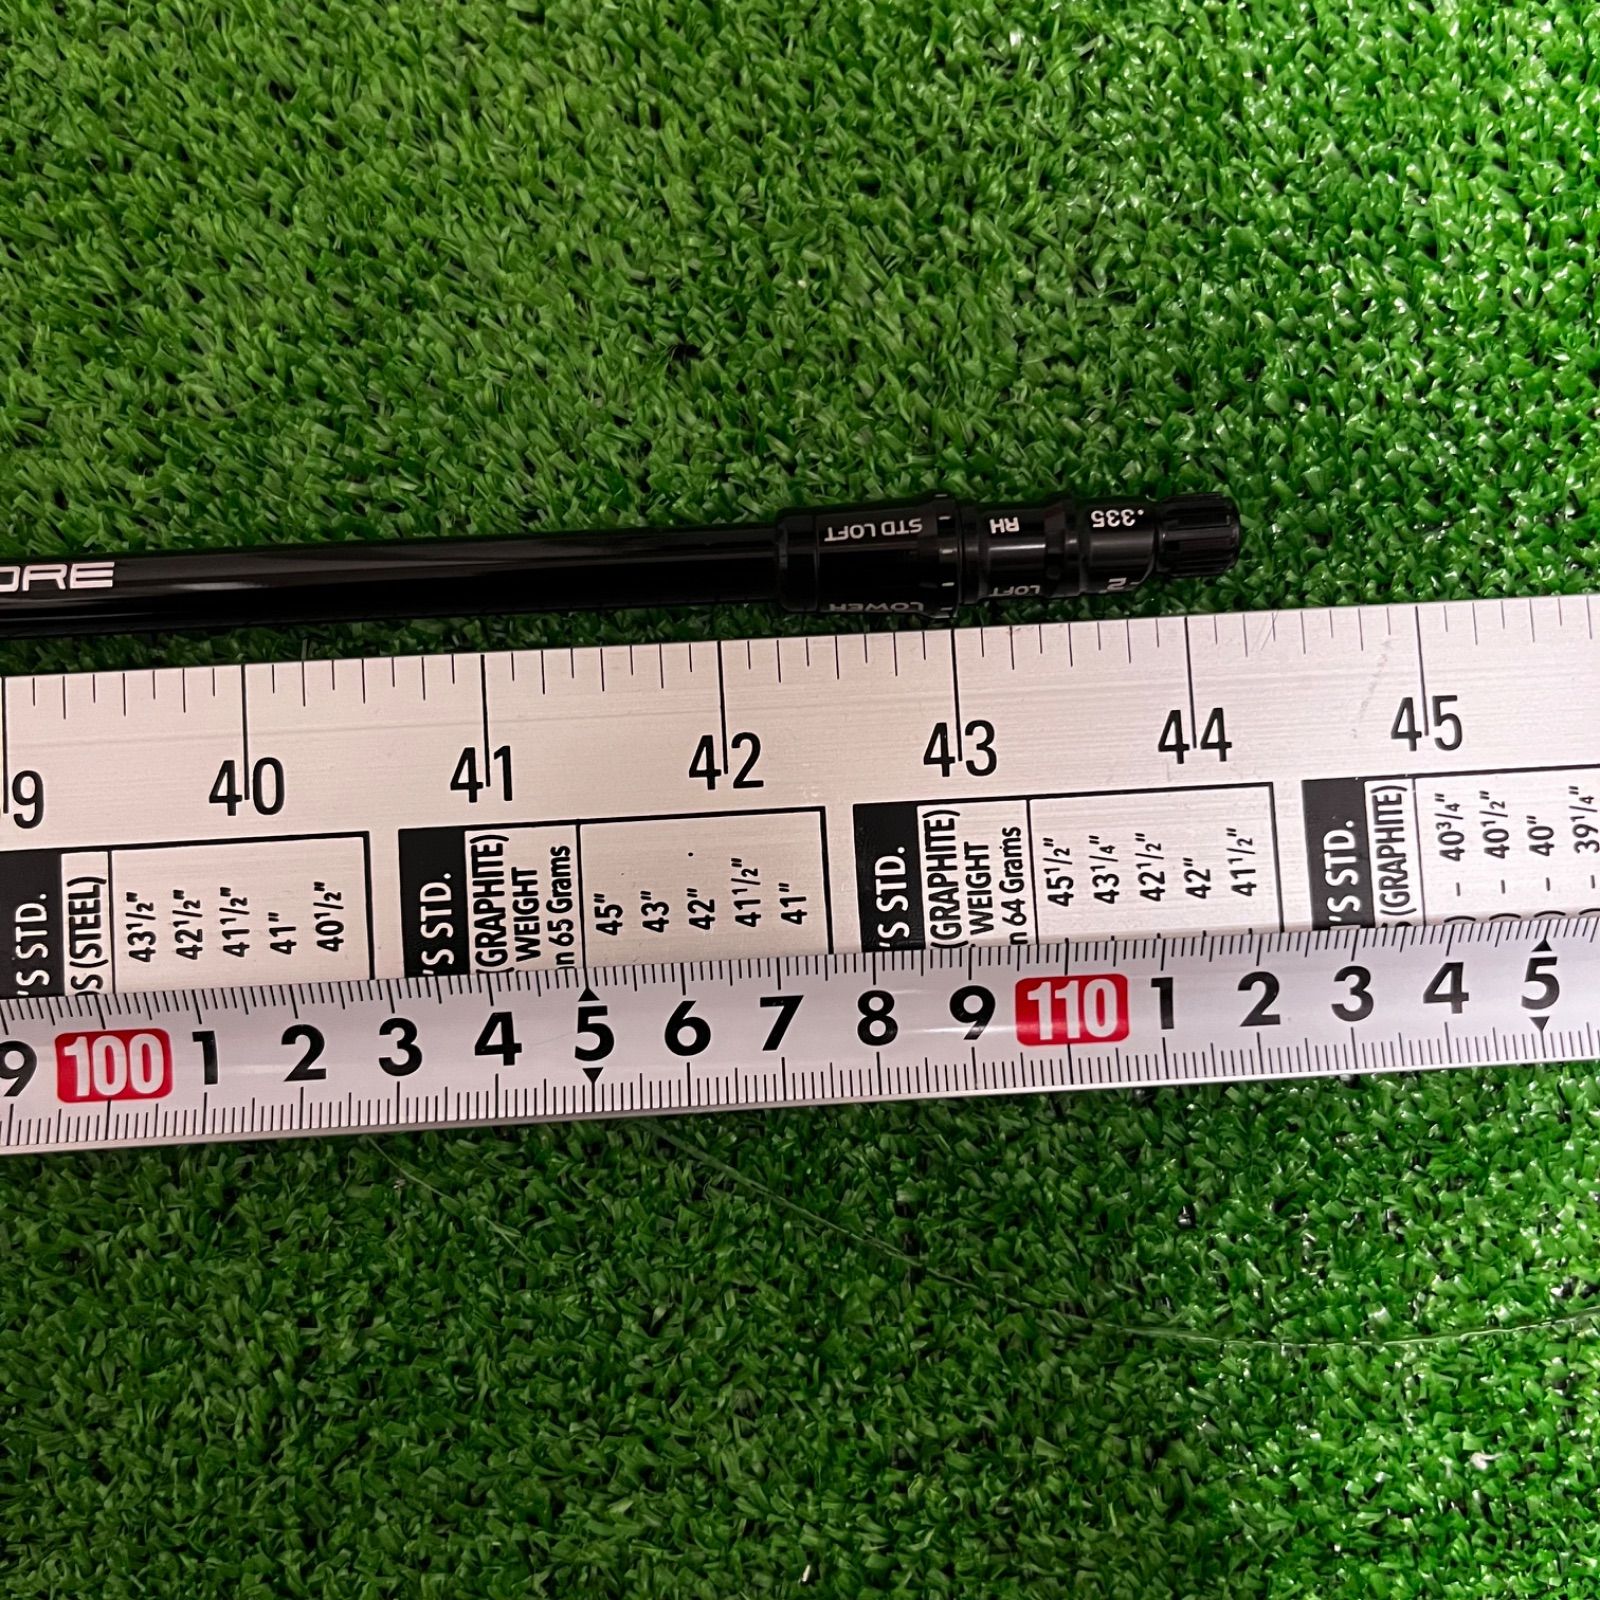 ORE
STD LOFT
RH
.335
LOWER
LOFT
2
9 40 41 42 43 44 45
'S STD.
S (STEEL)
43 1/2"
42 1/2"
41 1/2"
41"
40 1/2"
'S STD.
(GRAPHITE)
WEIGHT
n 65 Grams
45"
43"
42"
41 1/2"
41"
'S STD.
(GRAPHITE)
WEIGHT
n 64 Grams
45 1/2"
43 1/4"
42 1/2"
42"
41 1/2"
'S STD.
(GRAPHITE)
- 40 3/4"
- 40 1/2"
- 40"
- 39 1/4"
9 100 1 2 3 4 5 6 7 8 9 110 1 2 3 4 5